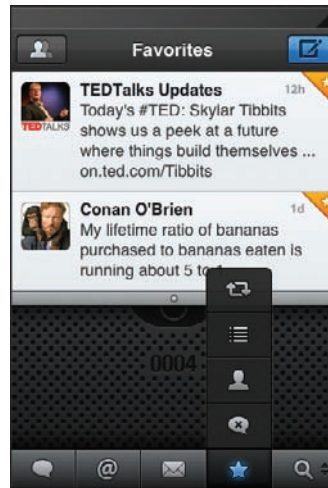 Favorites
TEDTalks Updates 12h
Today's #TED: Skylar Tibbits
shows us a peek at a future
where things build themselves ...
on.ted.com/Tibbits
TEDTALKS
Conan O'Brien 1d
My lifetime ratio of bananas
purchased to bananas eaten is
running about 5 to 1.
0004
@